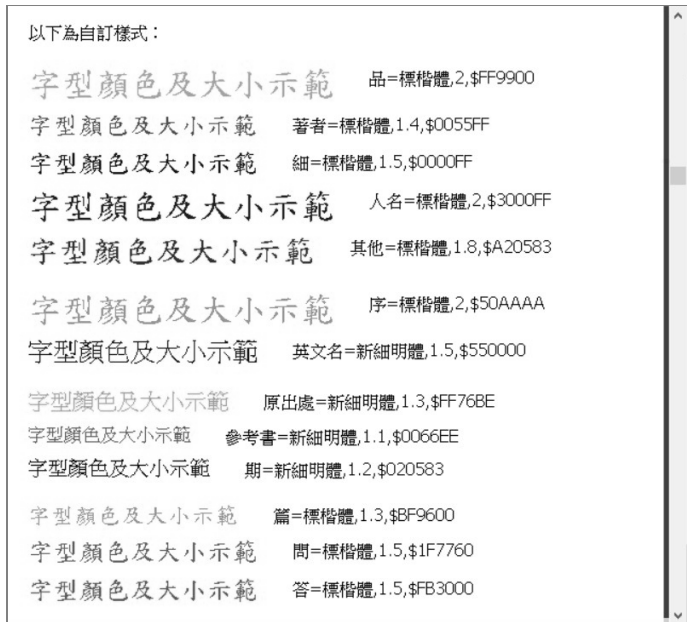 以下為自訂樣式：
字型顏色及大小示範 品=標楷體,2,$FF9900
字型顏色及大小示範 著者=標楷體,1.4,$0055FF
字型顏色及大小示範 細=標楷體,1.5,$0000FF
字型顏色及大小示範 人名=標楷體,2,$3000FF
字型顏色及大小示範 其他=標楷體,1.8,$A20583
字型顏色及大小示範 序=標楷體,2,$50AAAA
字型顏色及大小示範 英文名=新細明體,1.5,$550000
字型顏色及大小示範 原出處=新細明體,1.3,$FF76BE
字型顏色及大小示範 參考書=新細明體,1.1,$0066EE
字型顏色及大小示範 期=新細明體,1.2,$020583
字型顏色及大小示範 篇=標楷體,1.3,$BF9600
字型顏色及大小示範 問=標楷體,1.5,$1F7760
字型顏色及大小示範 答=標楷體,1.5,$FB3000